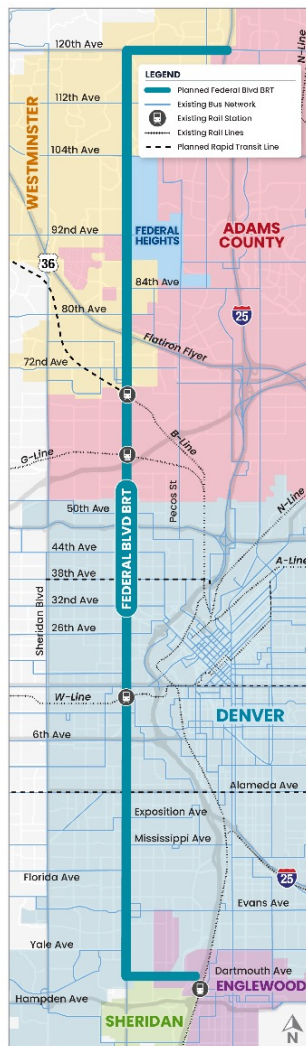 120th Ave
N-Line
LEGEND
Planned Federal Blvd BRT
Existing Bus Network
Existing Rail Station
Existing Rail Lines
Planned Rapid Transit Line
112th Ave
WESTMINSTER
104th Ave
92nd Ave
FEDERAL
HEIGHTS
ADAMS
COUNTY
36
84th Ave
80th Ave
25
Flatiron Flyer
72nd Ave
B-Line
G-Line
Pecos St
N-Line
50th Ave
FEDERAL BLVD BRT
44th Ave
A-Line
38th Ave
32nd Ave
Sheridan Blvd
26th Ave
W-Line
DENVER
6th Ave
Alameda Ave
Exposition Ave
Mississippi Ave
Florida Ave
25
Evans Ave
Yale Ave
Dartmouth Ave
ENGLEWOOD
Hampden Ave
SHERIDAN
N